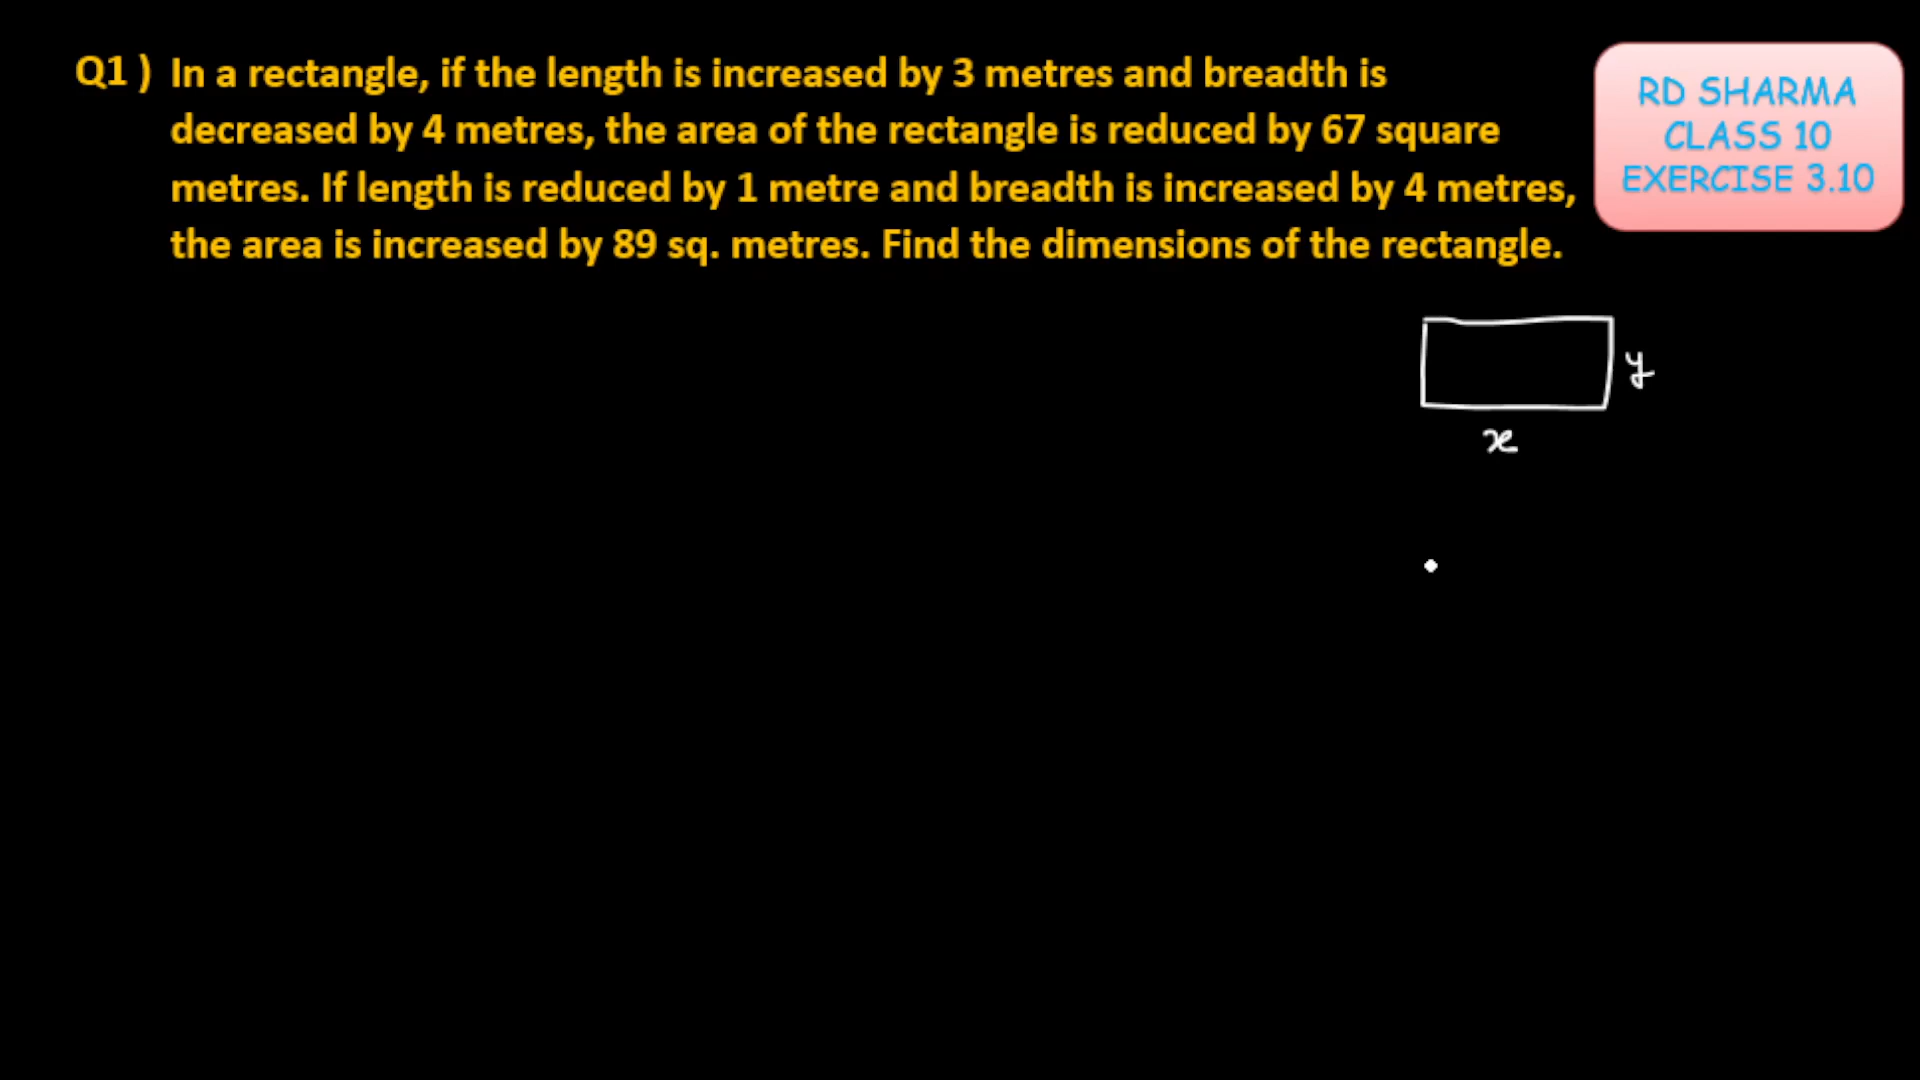 Q1 ) In a rectangle, if the length is increased by 3 metres and breadth is
decreased by 4 metres, the area of the rectangle is reduced by 67 square
metres. If length is reduced by 1 metre and breadth is increased by 4 metres,
the area is increased by 89 sq. metres. Find the dimensions of the rectangle.
RD SHARMA
CLASS 10
EXERCISE 3.10
y
x